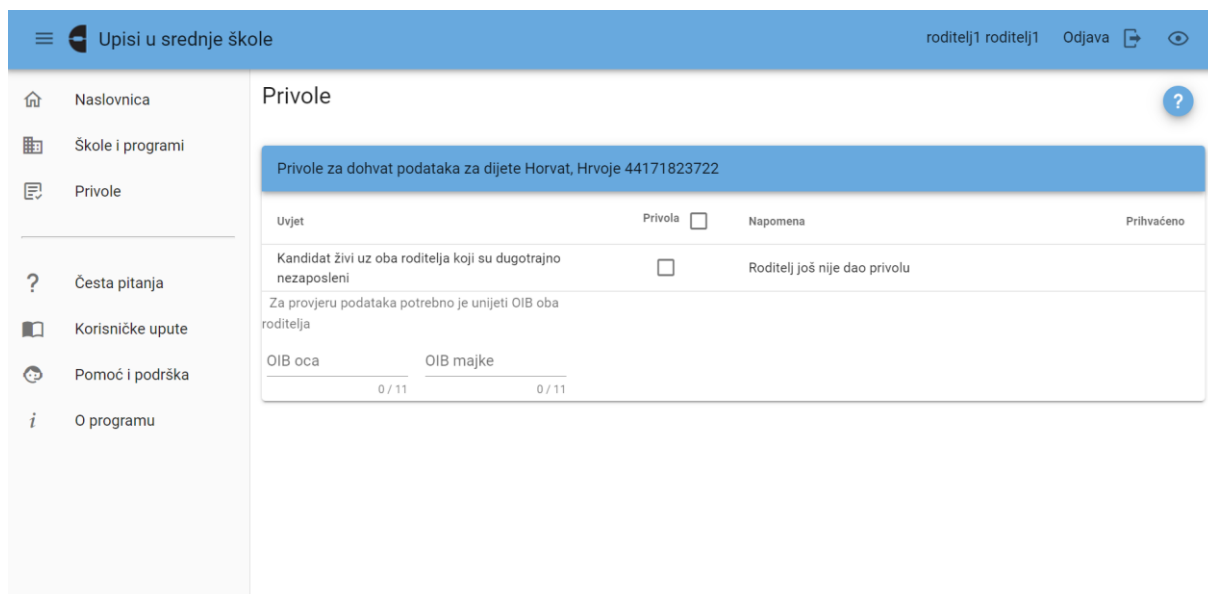 Upisi u srednje škole
roditelj1 roditelj1
Odjava
Naslovnica
Škole i programi
Privole
Česta pitanja
Korisničke upute
Pomoć i podrška
i
O programu
Privole
?
Privole za dohvat podataka za dijete Horvat, Hrvoje 44171823722
Uvjet Privola Napomena Prihvaćeno
Kandidat živi uz oba roditelja koji su dugotrajno
nezaposleni
Roditelj još nije dao privolu
Za provjeru podataka potrebno je unijeti OIB oba
roditelja
OIB oca OIB majke
0 / 11 0 / 11